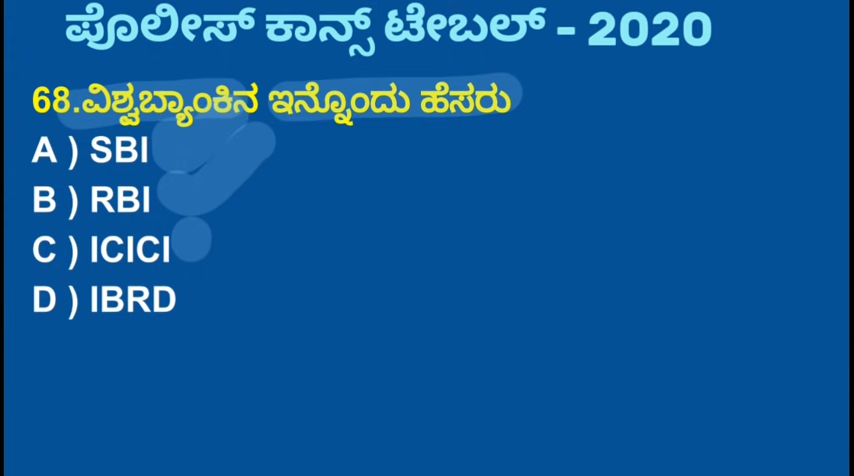 ಪೊಲೀಸ್ ಕಾನ್ಸ್ ಟೇಬಲ್ - 2020
68.ವಿಶ್ವಬ್ಯಾಂಕಿನ ಇನ್ನೊಂದು ಹೆಸರು
A ) SBI
B ) RBI
C ) ICICI
D ) IBRD